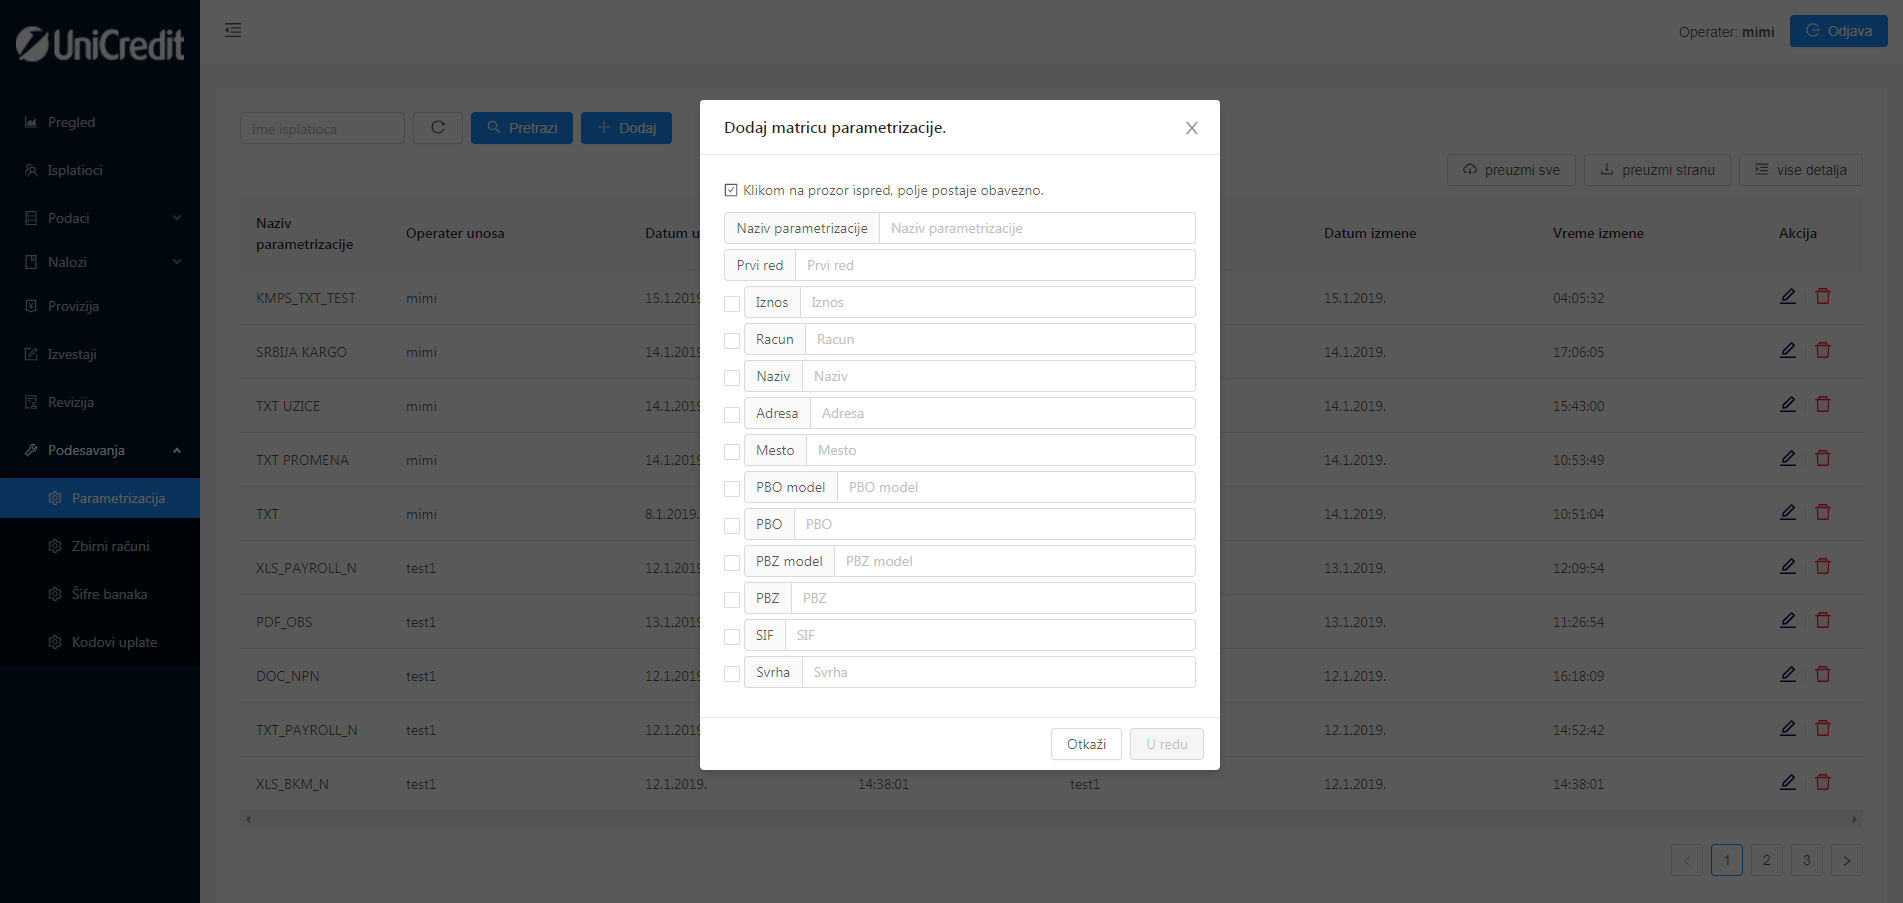 UniCredit
Operater: mimi
Odjava
Pregled
Isplatioci
Podaci
Nalozi
Provizija
Izvestaji
Revizija
Podesavanja
Parametrizacija
Zbirni računi
Šifre banaka
Kodovi uplate
Ime isplatioca
Pretrazi
Dodaj
preuzmi sve
preuzmi stranu
vise detalja
Naziv
parametrizacije
Operater unosa
Datum u
Datum izmene
Vreme izmene
Akcija
KMPS_TXT_TEST mimi 15.1.2019 15.1.2019. 04:05:32
SRBIJA KARGO mimi 14.1.2019 14.1.2019. 17:06:05
TXT UZICE mimi 14.1.2019 14.1.2019. 15:43:00
TXT PROMENA mimi 14.1.2019 14.1.2019. 10:53:49
TXT mimi 8.1.2019. 14.1.2019. 10:51:04
XLS_PAYROLL_N test1 12.1.2019 13.1.2019. 12:09:54
PDF_OBS test1 13.1.2019 13.1.2019. 11:26:54
DOC_NPN test1 12.1.2019 12.1.2019. 16:18:09
TXT_PAYROLL_N test1 12.1.2019 12.1.2019. 14:52:42
XLS_BKM_N test1 12.1.2019. 14:38:01 test1 12.1.2019. 14:38:01
1 2 3
Dodaj matricu parametrizacije.
Klikom na prozor ispred, polje postaje obavezno.
Naziv parametrizacije Naziv parametrizacije
Prvi red Prvi red
Iznos Iznos
Racun Racun
Naziv Naziv
Adresa Adresa
Mesto Mesto
PBO model PBO model
PBO PBO
PBZ model PBZ model
PBZ PBZ
SIF SIF
Svrha Svrha
Otkaži
U redu